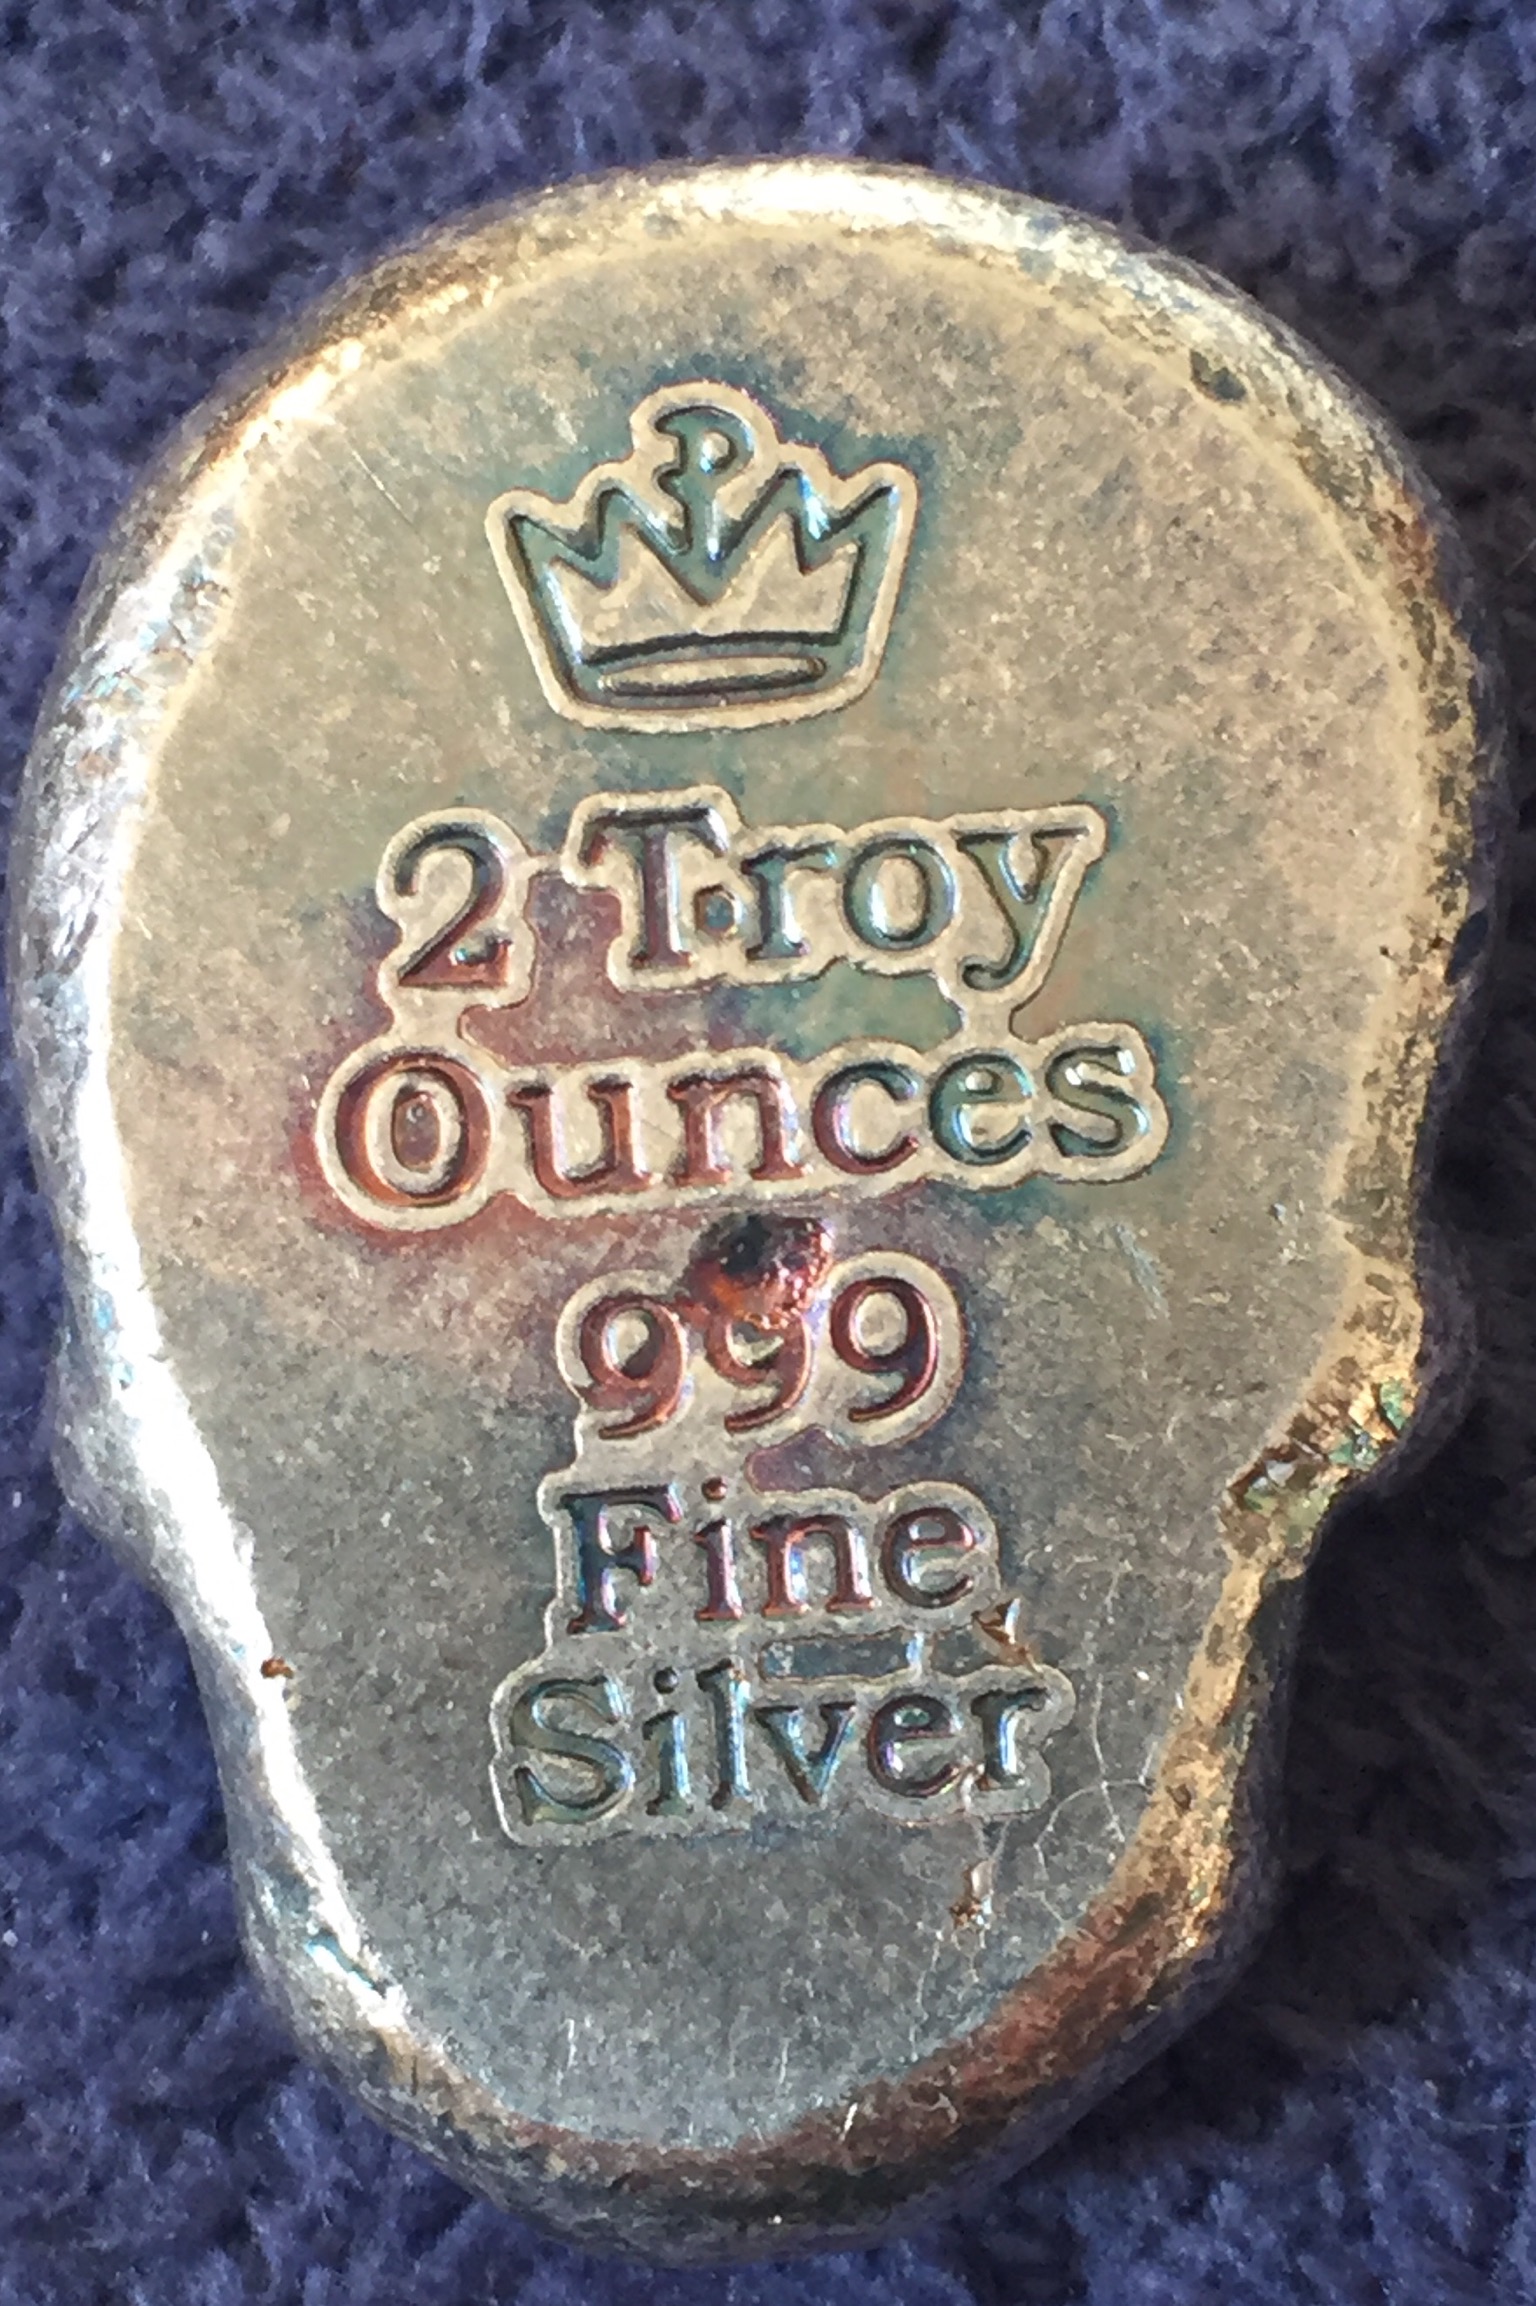 P
2 Troy
Ounces
999
Fine
Silver